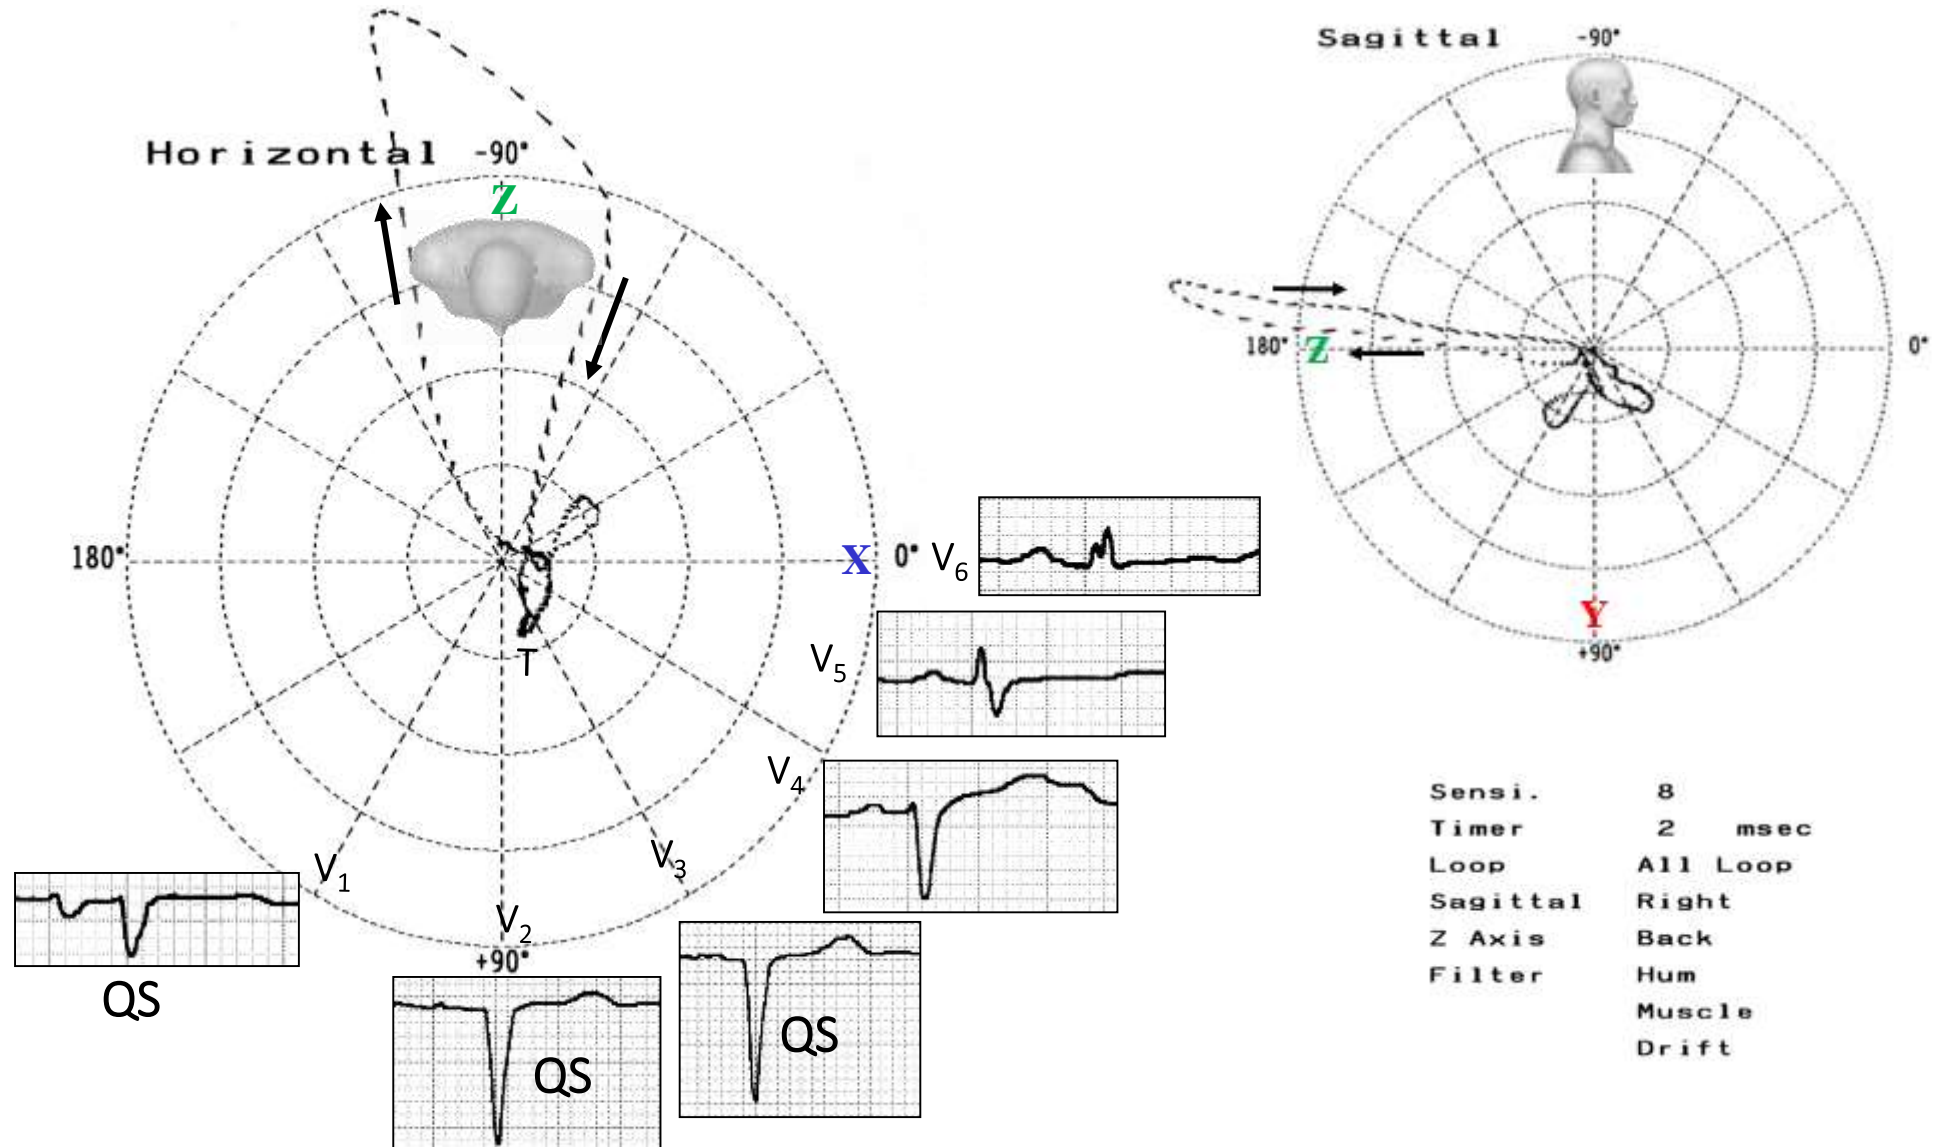 Horizontal
-90°
Z
180°
X
0°
T
V1
V2
V3
V4
V5
V6
+90°
QS
QS
QS
Sagittal
-90°
180°
Z
0°
Y
+90°
Sensi. 8
Timer 2 msec
Loop All Loop
Sagittal Right
Z Axis Back
Filter Hum
Muscle
Drift